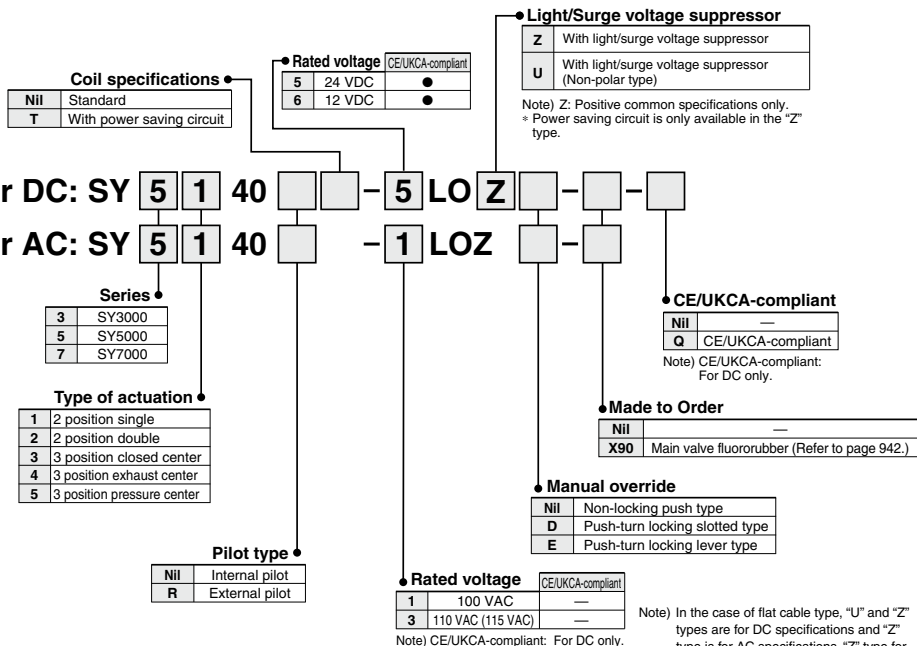 Light/Surge voltage suppressor
Z With light/surge voltage suppressor
U With light/surge voltage suppressor
(Non-polar type)
Note) Z: Positive common specifications only.
∗ Power saving circuit is only available in the “Z”
type.
Rated voltage CE/UKCA-compliant
5 24 VDC ●
6 12 VDC ●
Coil specifications
Nil Standard
T With power saving circuit
r DC: SY 5 1 40 – 5 LO Z – –
r AC: SY 5 1 40 – 1 LOZ –
Series
3 SY3000
5 SY5000
7 SY7000
Type of actuation
1 2 position single
2 2 position double
3 3 position closed center
4 3 position exhaust center
5 3 position pressure center
Pilot type
Nil Internal pilot
R External pilot
CE/UKCA-compliant
Nil —
Q CE/UKCA-compliant
Note) CE/UKCA-compliant:
For DC only.
Made to Order
Nil —
X90 Main valve fluororubber (Refer to page 942.)
Manual override
Nil Non-locking push type
D Push-turn locking slotted type
E Push-turn locking lever type
Rated voltage CE/UKCA-compliant
1 100 VAC —
3 110 VAC (115 VAC) —
Note) CE/UKCA-compliant: For DC only.
Note) In the case of flat cable type, “U” and “Z”
types are for DC specifications and “Z”
type is for AC specifications. “Z” type for